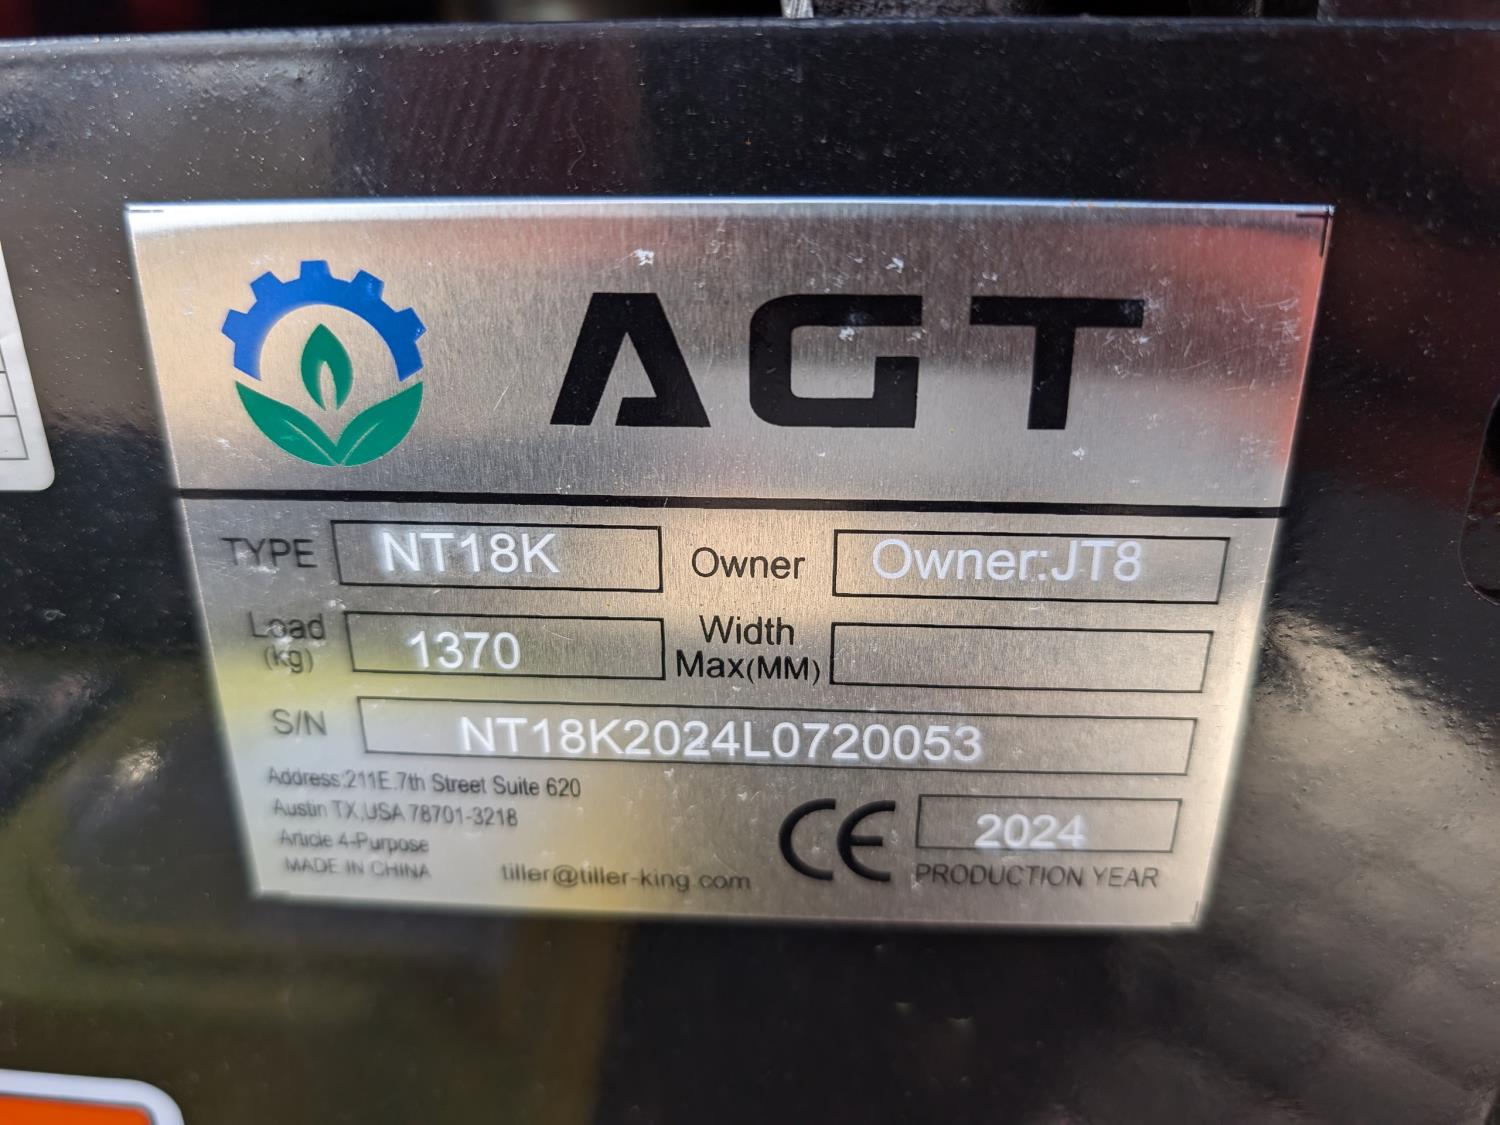 AGT
TYPE NT18K Owner Owner:JT8
Load (kg) 1370 Width Max(MM)
S/N NT18K2024L0720053
Address:211E.7th Street Suite 620
Austin TX,USA 78701-3218
Article 4-Purpose
MADE IN CHINA
tiller@tiller-king.com
CE 2024
PRODUCTION YEAR